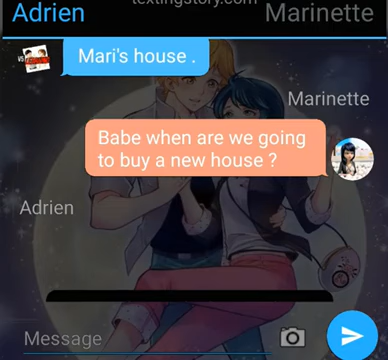 textingstory.com
Adrien
Marinette
Mari's house .
Marinette
Babe when are we going
to buy a new house ?
Adrien
Message